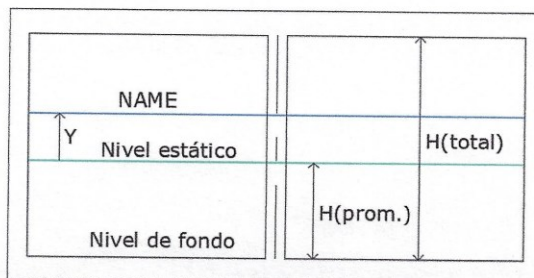 NAME
Y
Nivel estático
H(total)
H(prom.)
Nivel de fondo